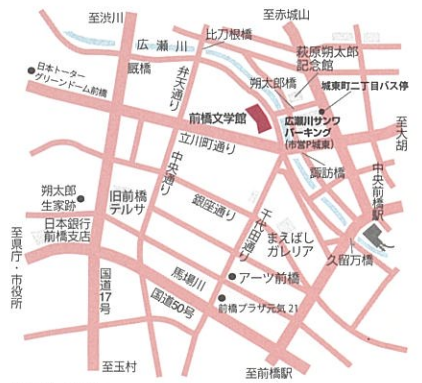 至渋川
至赤城山
比刀根橋
広瀬川
萩原朔太郎
記念館
厩橋
弁天通り
朔太郎橋
城東町二丁目バス停
日本トーター
グリーンドーム前橋
前橋文学館
広瀬川サンワ
パーキング
(市営P城東)
至大胡
立川町通り
諏訪橋
中央通り
中央前橋駅
朔太郎
生家跡
旧前橋
テルサ
銀座通り
千代田通り
日本銀行
前橋支店
まえばし
ガレリア
久留万橋
至県庁・市役所
馬場川
アーツ前橋
国道17号
国道50号
前橋プラザ元気21
至玉村
至前橋駅